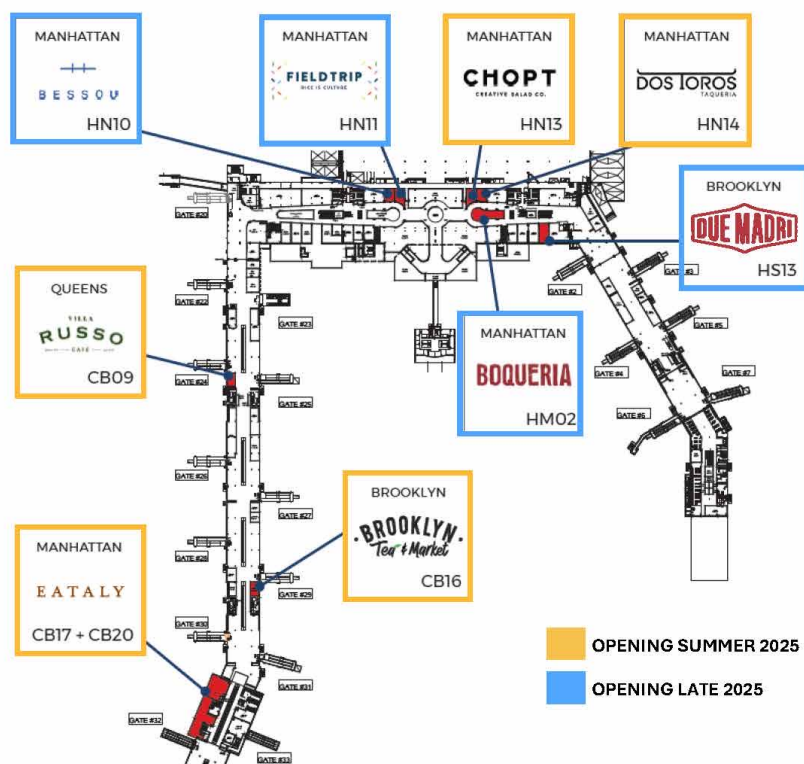 MANHATTAN
BESSOU
HN10
MANHATTAN
FIELDTRIP
RICE IS CULTURE
HN11
MANHATTAN
CHOPT
CREATIVE SALAD CO.
HN13
MANHATTAN
DOS TOROS
TAQUERIA
HN14
BROOKLYN
DUE MADRI
HS13
GATE #20
GATE #22
GATE #23
GATE #2
GATE #3
GATE #5
GATE #4
GATE #7
GATE #6
QUEENS
VILLA
RUSSO
CAFÉ
CB09
MANHATTAN
BOQUERIA
HM02
GATE #24
GATE #25
GATE #26
GATE #27
GATE #28
GATE #29
GATE #30
GATE #31
GATE #32
GATE #33
BROOKLYN
BROOKLYN
Tea & Market
CB16
MANHATTAN
EATALY
CB17 + CB20
OPENING SUMMER 2025
OPENING LATE 2025